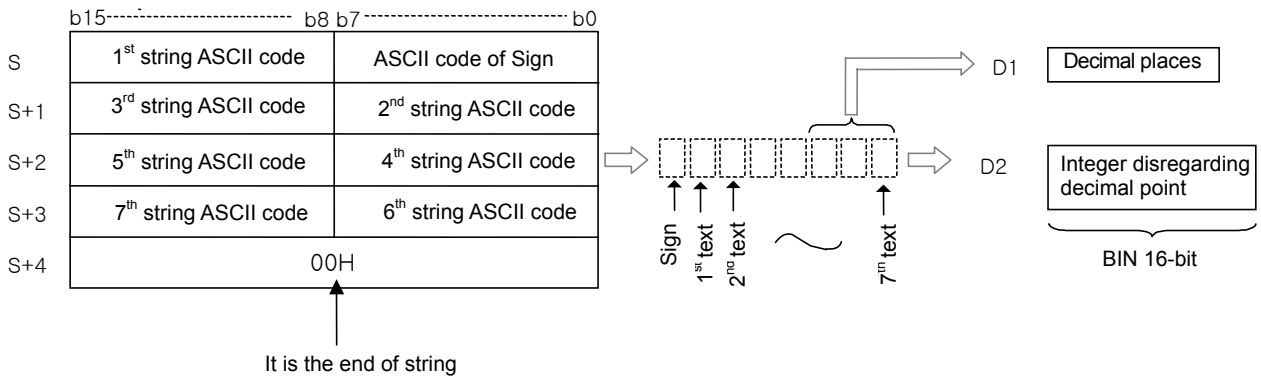 b15 b8 b7 b0
S 1st string ASCII code ASCII code of Sign
S+1 3rd string ASCII code 2nd string ASCII code
S+2 5th string ASCII code 4th string ASCII code
S+3 7th string ASCII code 6th string ASCII code
S+4 00H
It is the end of string
Sign
1st text
2nd text
7th text
D1 Decimal places
D2 Integer disregarding
decimal point
BIN 16-bit